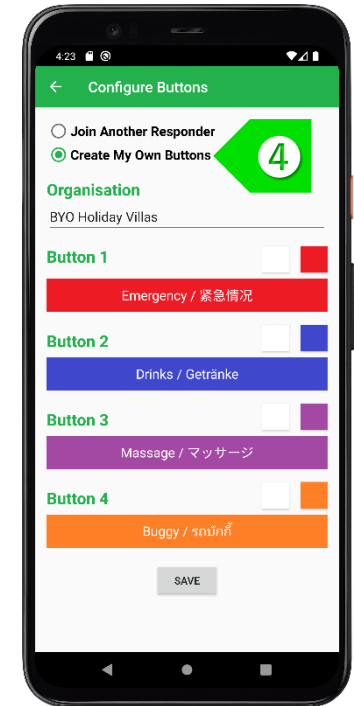 4:23
Configure Buttons
Join Another Responder
Create My Own Buttons
4
Organisation
BYO Holiday Villas
Button 1
Emergency / 紧急情况
Button 2
Drinks / Getränke
Button 3
Massage / マッサージ
Button 4
Buggy / รถบั๊กกี้
SAVE